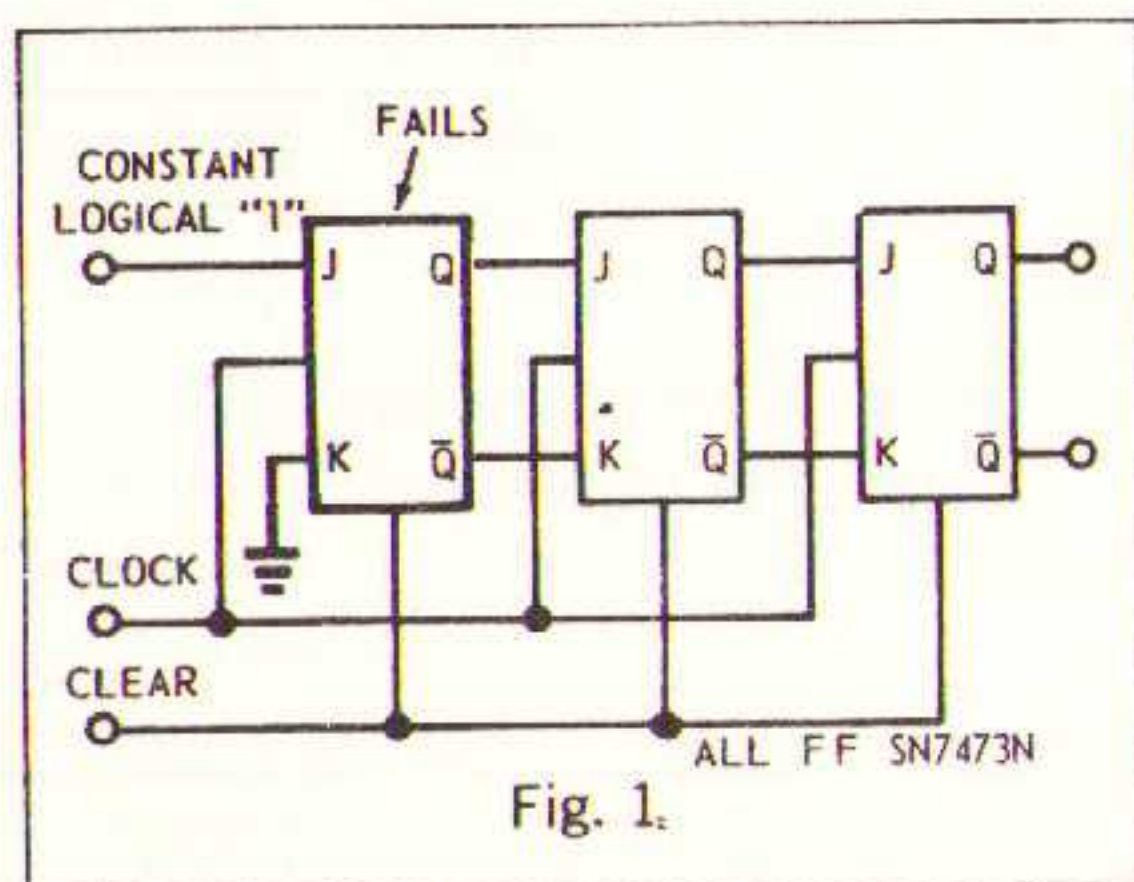 FAILS
CONSTANT
LOGICAL "1"
J Q J Q J Q
K Q̄ K Q̄ K Q̄
CLOCK
CLEAR
ALL FF SN7473N
Fig. 1.